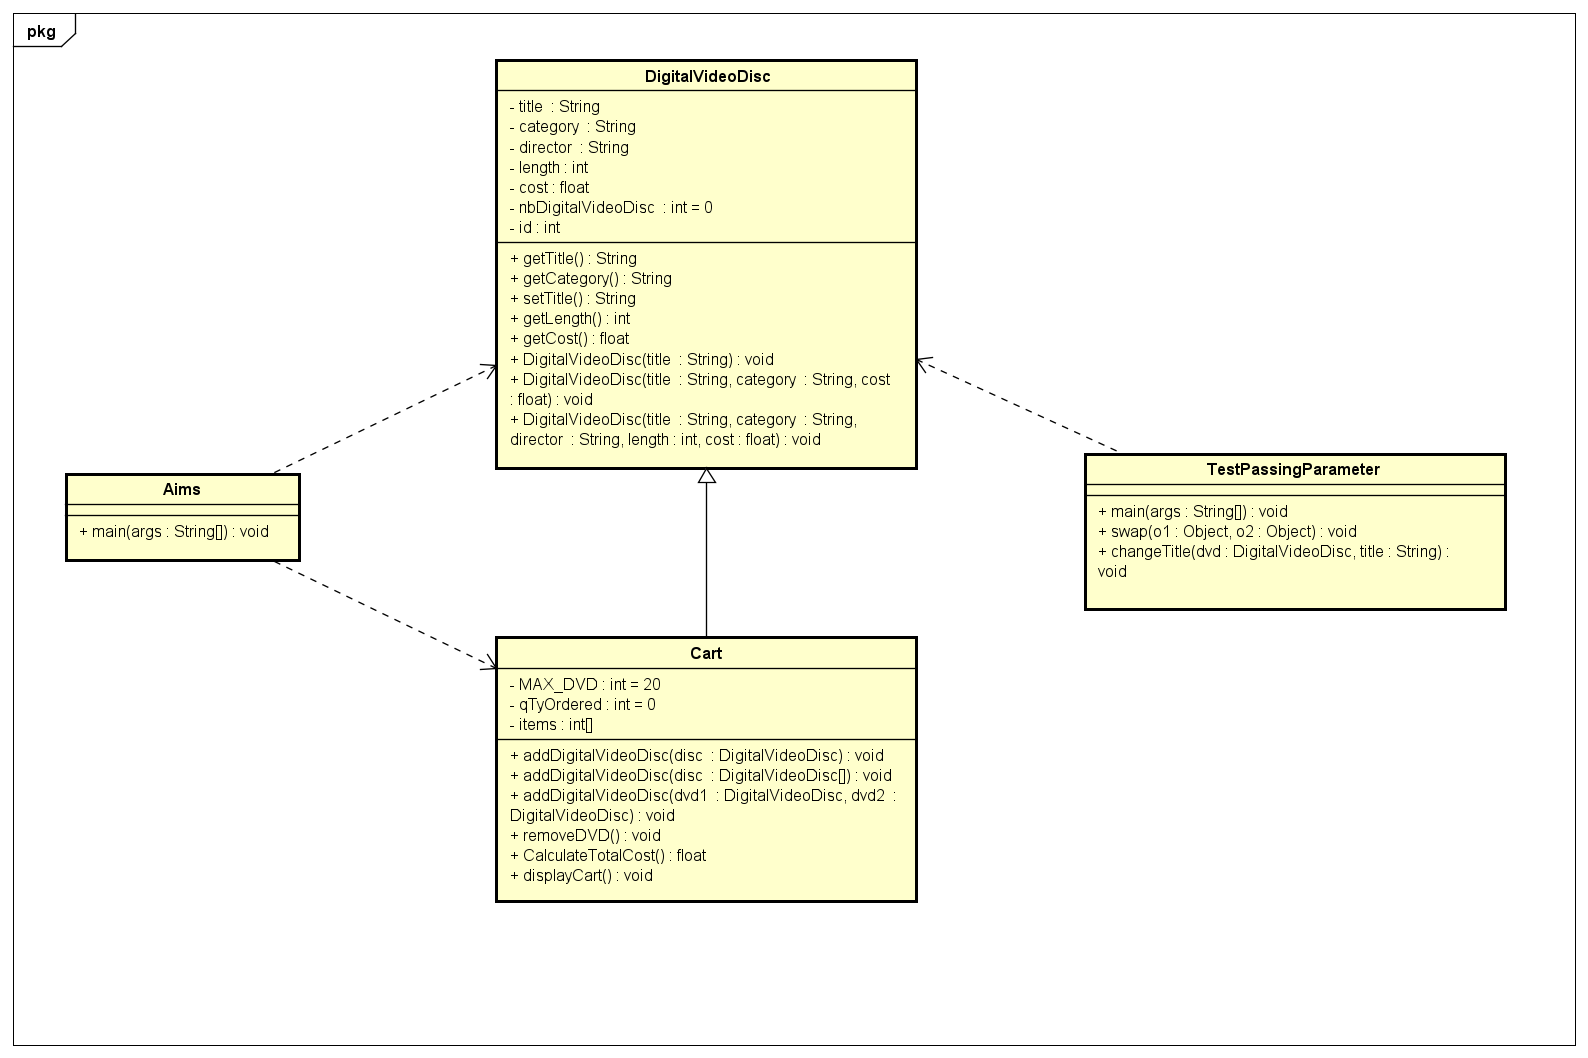 pkg
DigitalVideoDisc
- title : String
- category : String
- director : String
- length : int
- cost : float
- nbDigitalVideoDisc : int = 0
- id : int
+ getTitle() : String
+ getCategory() : String
+ setTitle() : String
+ getLength() : int
+ getCost() : float
+ DigitalVideoDisc(title : String) : void
+ DigitalVideoDisc(title : String, category : String, cost
: float) : void
+ DigitalVideoDisc(title : String, category : String,
director : String, length : int, cost : float) : void
Aims
+ main(args : String[]) : void
TestPassingParameter
+ main(args : String[]) : void
+ swap(o1 : Object, o2 : Object) : void
+ changeTitle(dvd : DigitalVideoDisc, title : String) :
void
Cart
- MAX_DVD : int = 20
- qTyOrdered : int = 0
- items : int[]
+ addDigitalVideoDisc(disc : DigitalVideoDisc) : void
+ addDigitalVideoDisc(disc : DigitalVideoDisc[]) : void
+ addDigitalVideoDisc(dvd1 : DigitalVideoDisc, dvd2 :
DigitalVideoDisc) : void
+ removeDVD() : void
+ CalculateTotalCost() : float
+ displayCart() : void